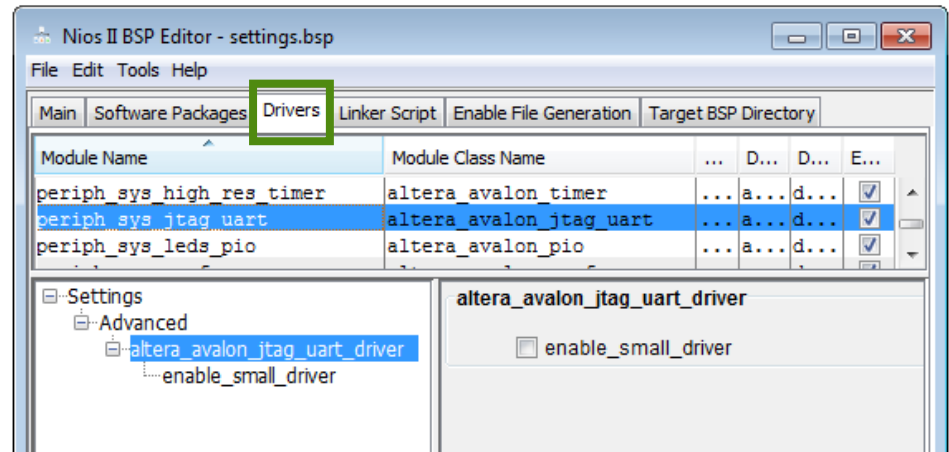 Nios II BSP Editor - settings.bsp
File Edit Tools Help
Main Software Packages Drivers Linker Script Enable File Generation Target BSP Directory
Module Name Module Class Name ... D... D... E...
periph_sys_high_res_timer altera_avalon_timer ... a... d...
periph_sys_jtag_uart altera_avalon_jtag_uart ... a... d...
periph_sys_leds_pio altera_avalon_pio ... a... d...
Settings
Advanced
altera_avalon_jtag_uart_driver
enable_small_driver
altera_avalon_jtag_uart_driver
enable_small_driver